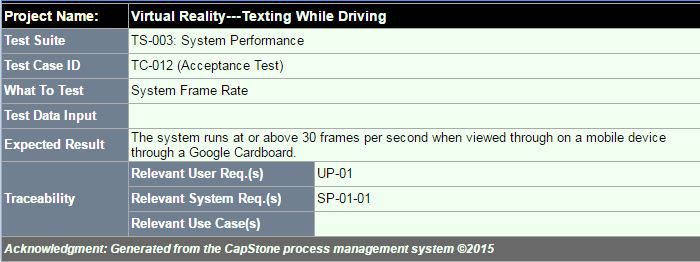 Project Name: Virtual Reality---Texting While Driving
Test Suite TS-003: System Performance
Test Case ID TC-012 (Acceptance Test)
What To Test System Frame Rate
Test Data Input
Expected Result The system runs at or above 30 frames per second when viewed through on a mobile device
through a Google Cardboard.
Traceability Relevant User Req.(s) UP-01
Relevant System Req.(s) SP-01-01
Relevant Use Case(s)
Acknowledgment: Generated from the CapStone process management system ©2015